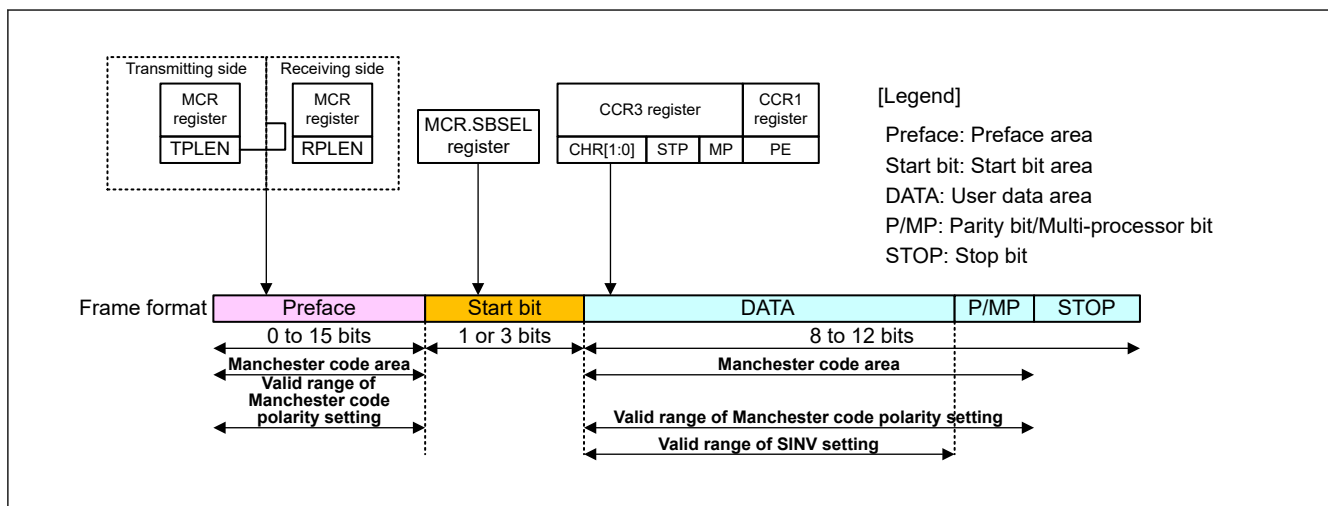 Transmitting side
Receiving side
MCR
register
TPLEN
MCR
register
RPLEN
MCR.SBSEL
register
CCR3 register
CCR1
register
CHR[1:0]
STP
MP
PE
[Legend]
Preface: Preface area
Start bit: Start bit area
DATA: User data area
P/MP: Parity bit/Multi-processor bit
STOP: Stop bit
Frame format
Preface
Start bit
DATA
P/MP
STOP
0 to 15 bits
1 or 3 bits
8 to 12 bits
Manchester code area
Manchester code area
Valid range of
Manchester code
polarity setting
Valid range of Manchester code polarity setting
Valid range of SINV setting